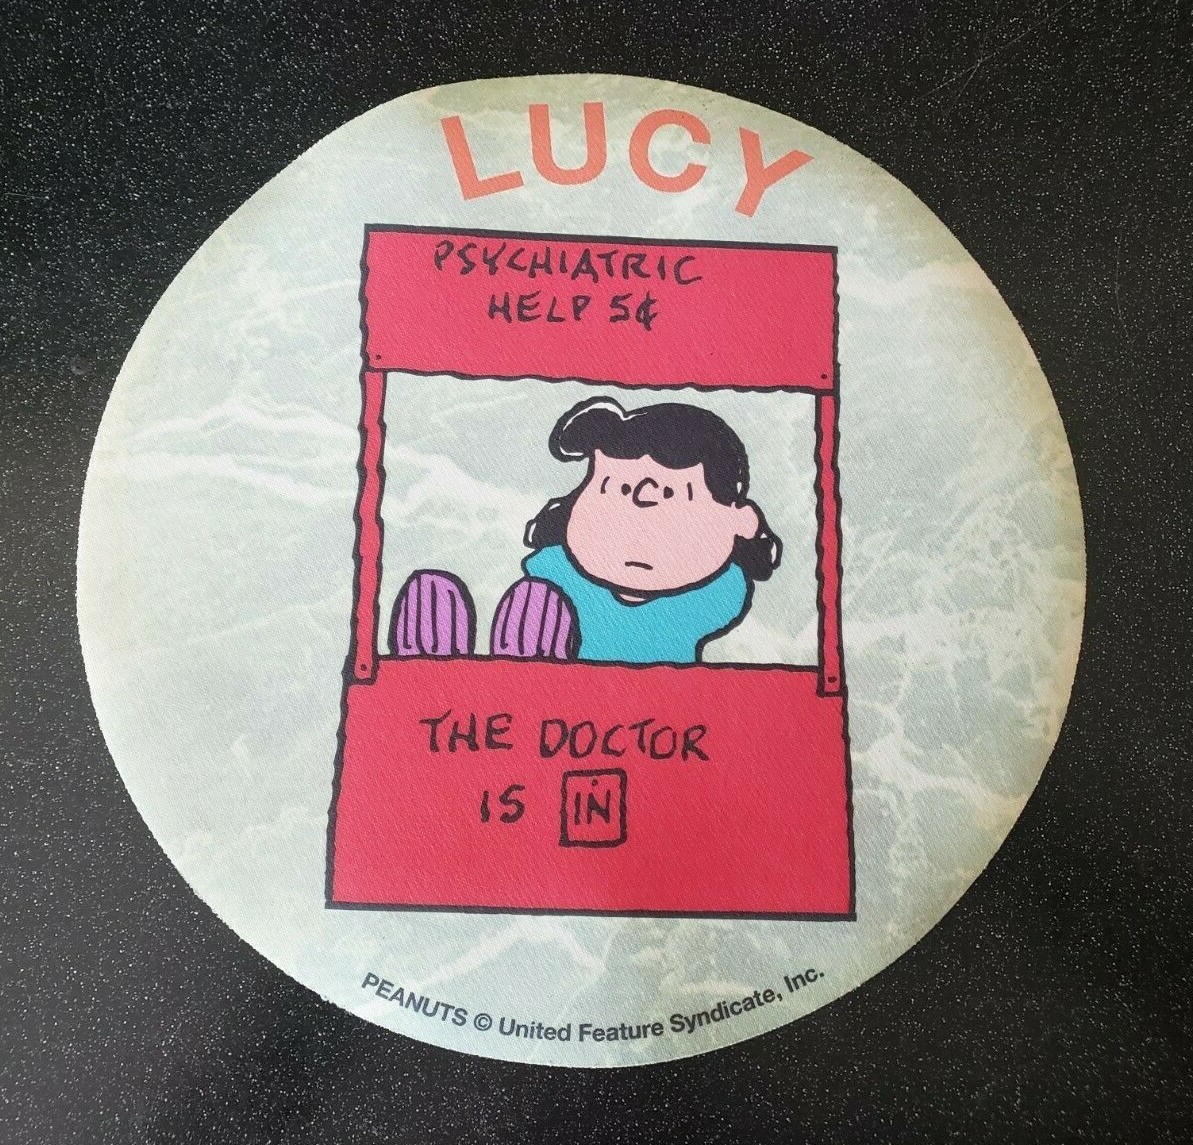 LUCY
PSYCHIATRIC
HELP 5¢
THE DOCTOR
IS IN
PEANUTS © United Feature Syndicate, Inc.